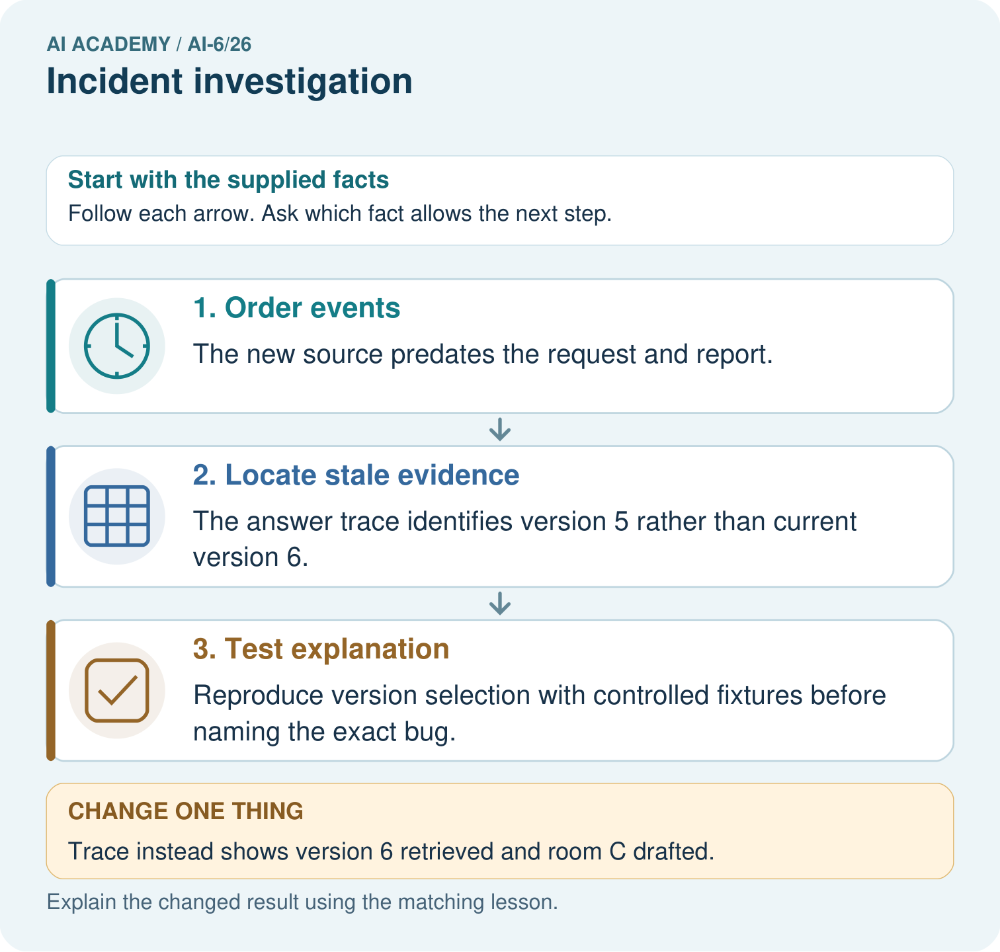 AI ACADEMY / AI-6/26
Incident investigation
Start with the supplied facts
Follow each arrow. Ask which fact allows the next step.
1. Order events
The new source predates the request and report.
2. Locate stale evidence
The answer trace identifies version 5 rather than current
version 6.
3. Test explanation
Reproduce version selection with controlled fixtures before
naming the exact bug.
CHANGE ONE THING
Trace instead shows version 6 retrieved and room C drafted.
Explain the changed result using the matching lesson.